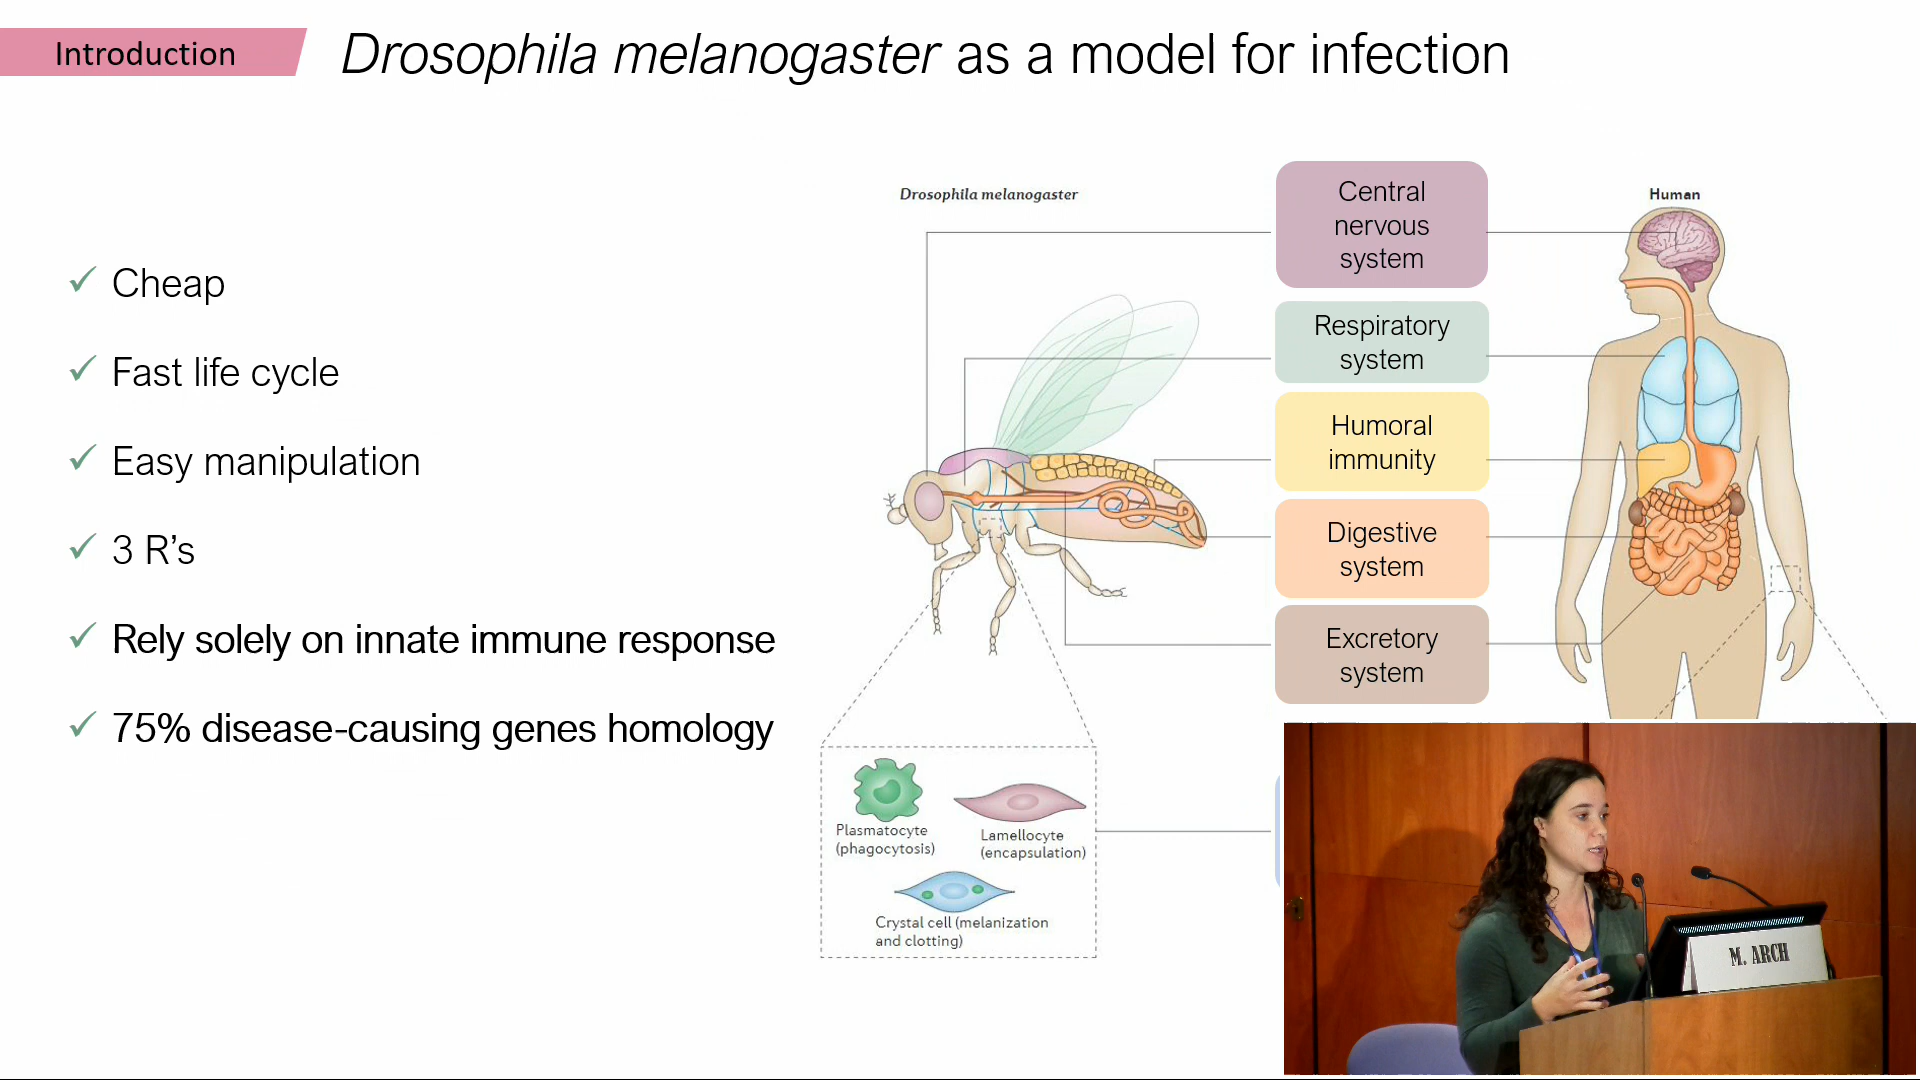 Introduction
Drosophila melanogaster as a model for infection
Cheap
Fast life cycle
Easy manipulation
3 R’s
Rely solely on innate immune response
75% disease-causing genes homology
Drosophila melanogaster
Human
Central
nervous
system
Respiratory
system
Humoral
immunity
Digestive
system
Excretory
system
Plasmatocyte
(phagocytosis)
Lamellocyte
(encapsulation)
Crystal cell (melanization
and clotting)
M. ARCH